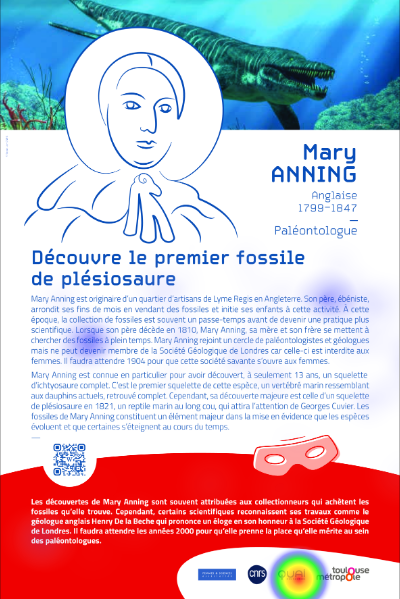 Mary
ANNING
Anglaise
1799-1847
Paléontologue
Découvre le premier fossile
de plésiosaure
Mary Anning est originaire d'un quartier d'artisans de Lyme Regis en Angleterre. Son père, ébéniste,
arrondit ses fins de mois en vendant des fossiles et initie ses enfants à cette activité. À cette
époque, la collection de fossiles est souvent un passe-temps avant de devenir une pratique plus
scientifique. Lorsque son père décède en 1810, Mary Anning, sa mère et son frère se mettent à
chercher des fossiles à plein temps. Mary Anning rejoint un cercle de paléontologistes et géologues
mais ne peut devenir membre de la Société Géologique de Londres car celle-ci est interdite aux
femmes. Il faudra attendre 1904 pour que cette société savante s'ouvre aux femmes.
Mary Anning est connue en particulier pour avoir découvert, à seulement 13 ans, un squelette
d'ichtyosaure complet. C'est le premier squelette de cette espèce, un vertébré marin ressemblant
aux dauphins actuels, retrouvé complet. Cependant, sa découverte majeure est celle d'un squelette
de plésiosaure en 1821, un reptile marin au long cou, qui attira l'attention de Georges Cuvier. Les
fossiles de Mary Anning constituent un élément majeur dans la mise en évidence que les espèces
évoluent et que certaines s'éteignent au cours du temps.
Les découvertes de Mary Anning sont souvent attribuées aux collectionneurs qui achètent les
fossiles qu'elle trouve. Cependant, certains scientifiques reconnaissent ses travaux comme le
géologue anglais Henry De la Beche qui prononce un éloge en son honneur à la Société Géologique
de Londres. Il faudra attendre les années 2000 pour qu'elle prenne la place qu'elle mérite au sein
des paléontologues.
cnrs
toulouse
métropole